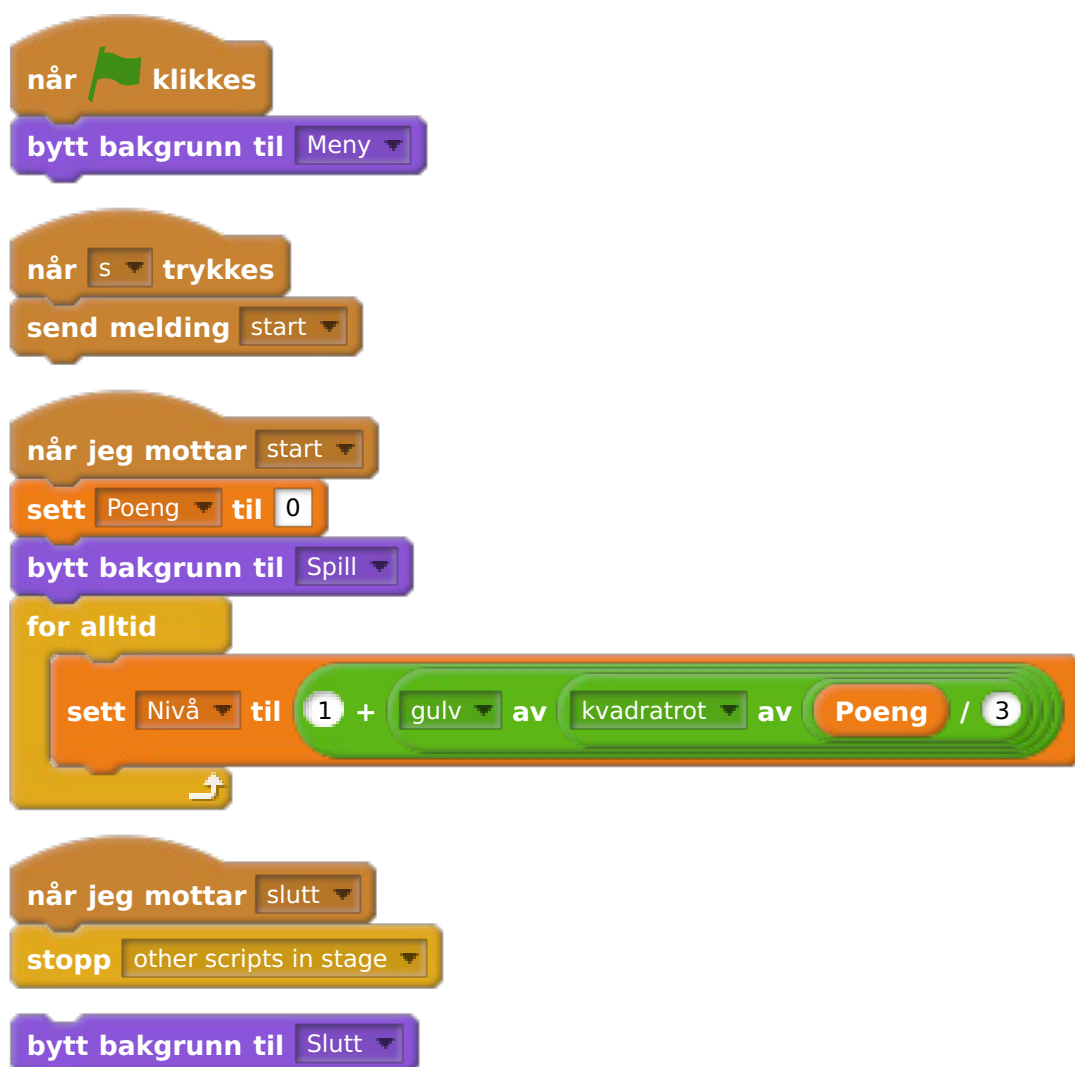 når klikkes
bytt bakgrunn til Meny
når s trykkes
send melding start
når jeg mottar start
sett Poeng til 0
bytt bakgrunn til Spill
for alltid
sett Nivå til 1 + gulv av kvadratrot av Poeng / 3
når jeg mottar slutt
stopp other scripts in stage
bytt bakgrunn til Slutt